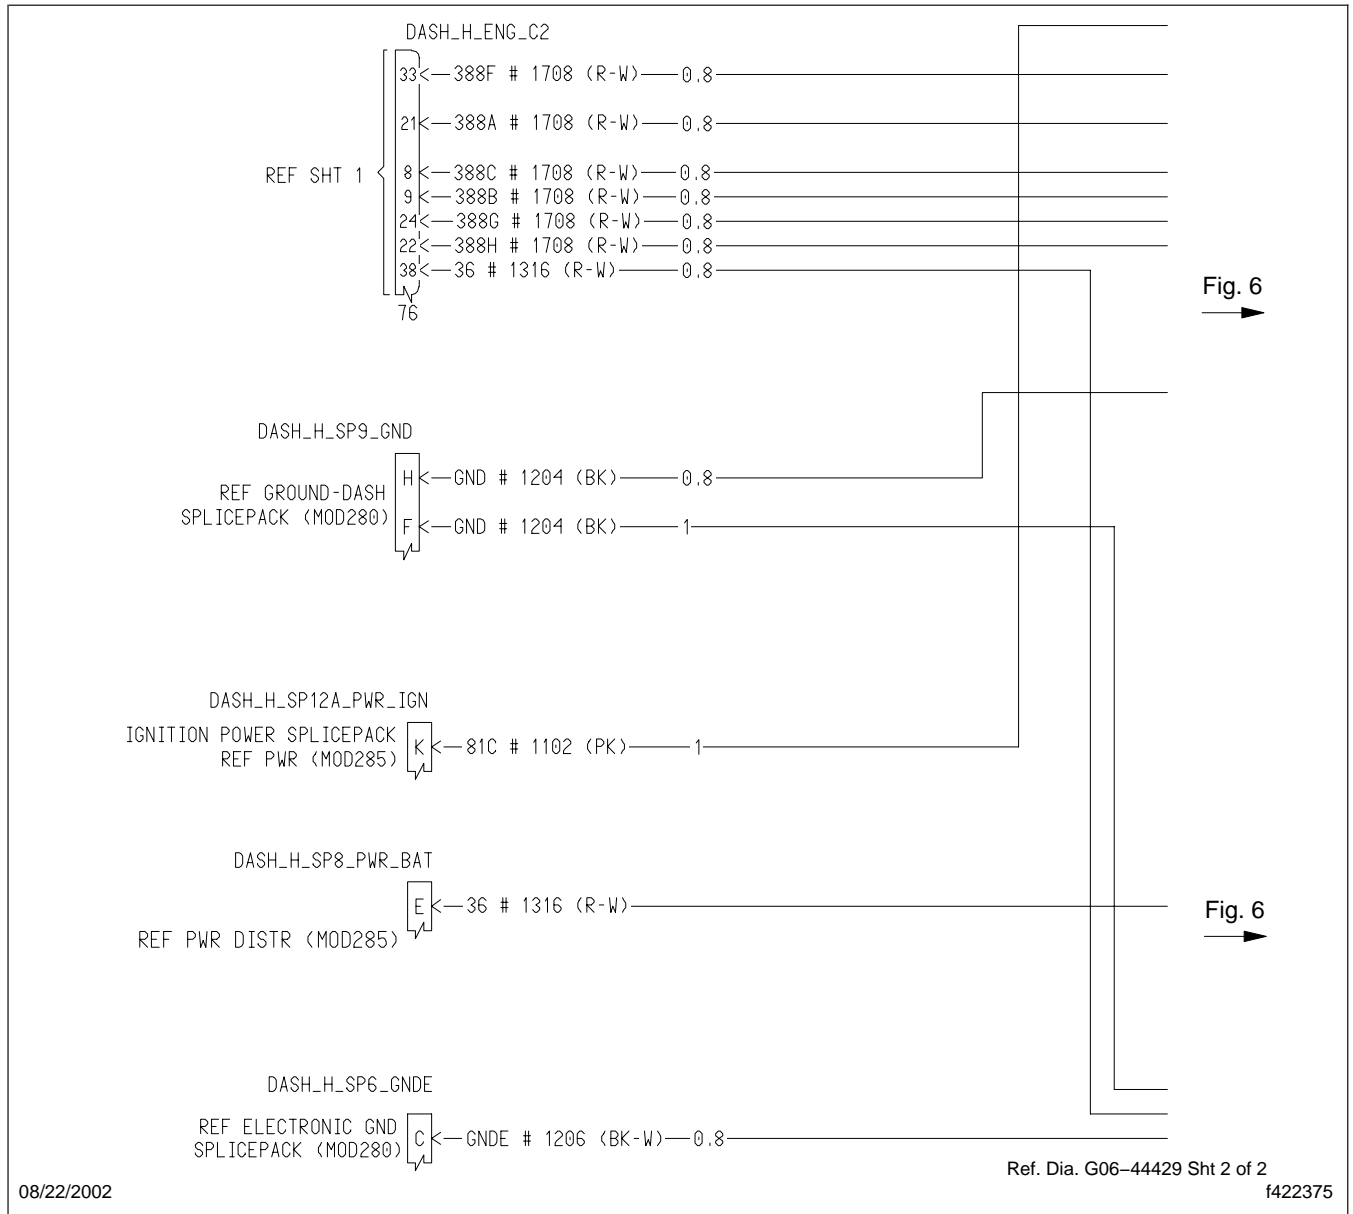 DASH_H_ENG_C2
33 388F # 1708 (R-W) 0.8
21 388A # 1708 (R-W) 0.8
REF SHT 1 8 388C # 1708 (R-W) 0.8
9 388B # 1708 (R-W) 0.8
24 388G # 1708 (R-W) 0.8
22 388H # 1708 (R-W) 0.8
38 36 # 1316 (R-W) 0.8
Fig. 6
76
DASH_H_SP9_GND
H GND # 1204 (BK) 0.8
REF GROUND-DASH
SPLICEPACK (MOD280)
F GND # 1204 (BK) 1
DASH_H_SP12A_PWR_IGN
IGNITION POWER SPLICEPACK
REF PWR (MOD285)
K 81C # 1102 (PK) 1
DASH_H_SP8_PWR_BAT
E 36 # 1316 (R-W)
Fig. 6
REF PWR DISTR (MOD285)
DASH_H_SP6_GNDE
REF ELECTRONIC GND
SPLICEPACK (MOD280)
C GNDE # 1206 (BK-W) 0.8
Ref. Dia. G06–44429 Sht 2 of 2
08/22/2002 f422375